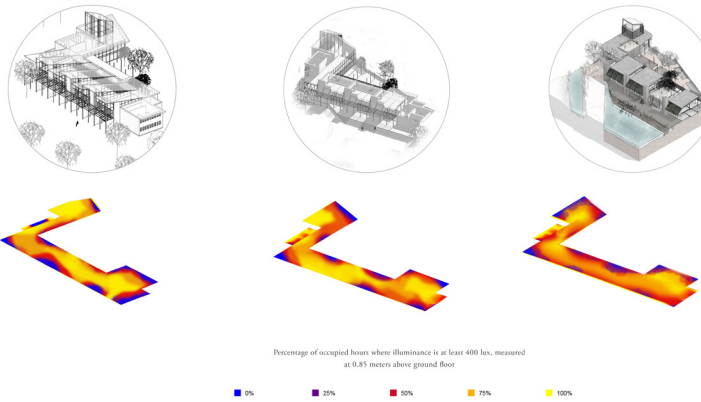 Percentage of occupied hours where illuminance is at least 400 lux, measured
at 0.85 meters above ground floor
0% 25% 50% 75% 100%